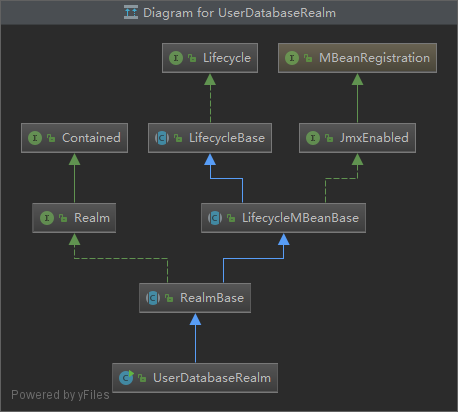 Diagram for UserDatabaseRealm
Lifecycle
MBeanRegistration
Contained
LifecycleBase
JmxEnabled
Realm
LifecycleMBeanBase
RealmBase
UserDatabaseRealm
Powered by yFiles